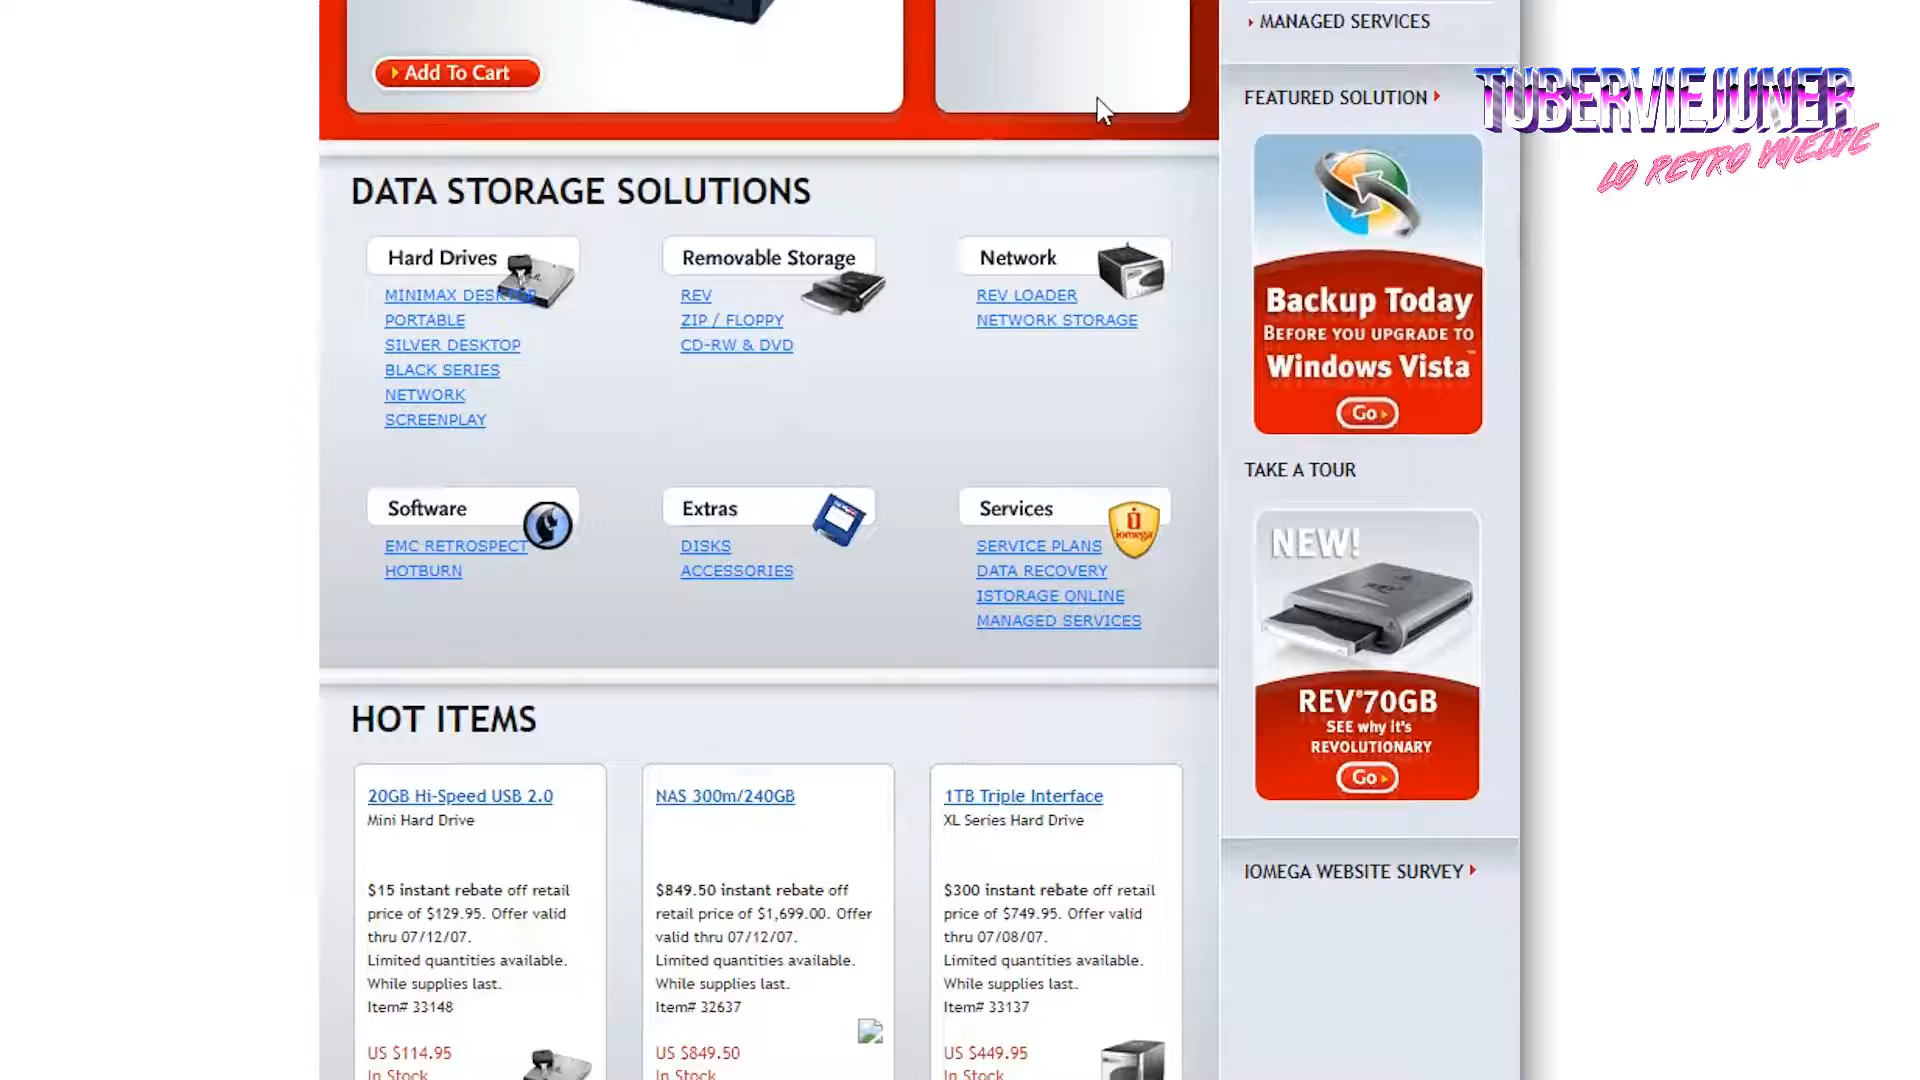 Add To Cart
MANAGED SERVICES
FEATURED SOLUTION
TUBERVIEJUNER
LO RETRO VUELVE
Backup Today
BEFORE YOU UPGRADE TO
Windows Vista™
Go
TAKE A TOUR
NEW!
REV
REV®70GB
SEE why it's
REVOLUTIONARY
Go
IOMEGA WEBSITE SURVEY
DATA STORAGE SOLUTIONS
Hard Drives
MINIMAX DESKTOP
PORTABLE
SILVER DESKTOP
BLACK SERIES
NETWORK
SCREENPLAY
Removable Storage
REV
ZIP / FLOPPY
CD-RW & DVD
Network
REV LOADER
NETWORK STORAGE
Software
EMC RETROSPECT
HOTBURN
Extras
DISKS
ACCESSORIES
Services
iomega
SERVICE PLANS
DATA RECOVERY
ISTORAGE ONLINE
MANAGED SERVICES
HOT ITEMS
20GB Hi-Speed USB 2.0
Mini Hard Drive
$15 instant rebate off retail
price of $129.95. Offer valid
thru 07/12/07.
Limited quantities available.
While supplies last.
Item# 33148
US $114.95
In Stock
NAS 300m/240GB
$849.50 instant rebate off
retail price of $1,699.00. Offer
valid thru 07/12/07.
Limited quantities available.
While supplies last.
Item# 32637
US $849.50
In Stock
1TB Triple Interface
XL Series Hard Drive
$300 instant rebate off retail
price of $749.95. Offer valid
thru 07/08/07.
Limited quantities available.
While supplies last.
Item# 33137
US $449.95
In Stock